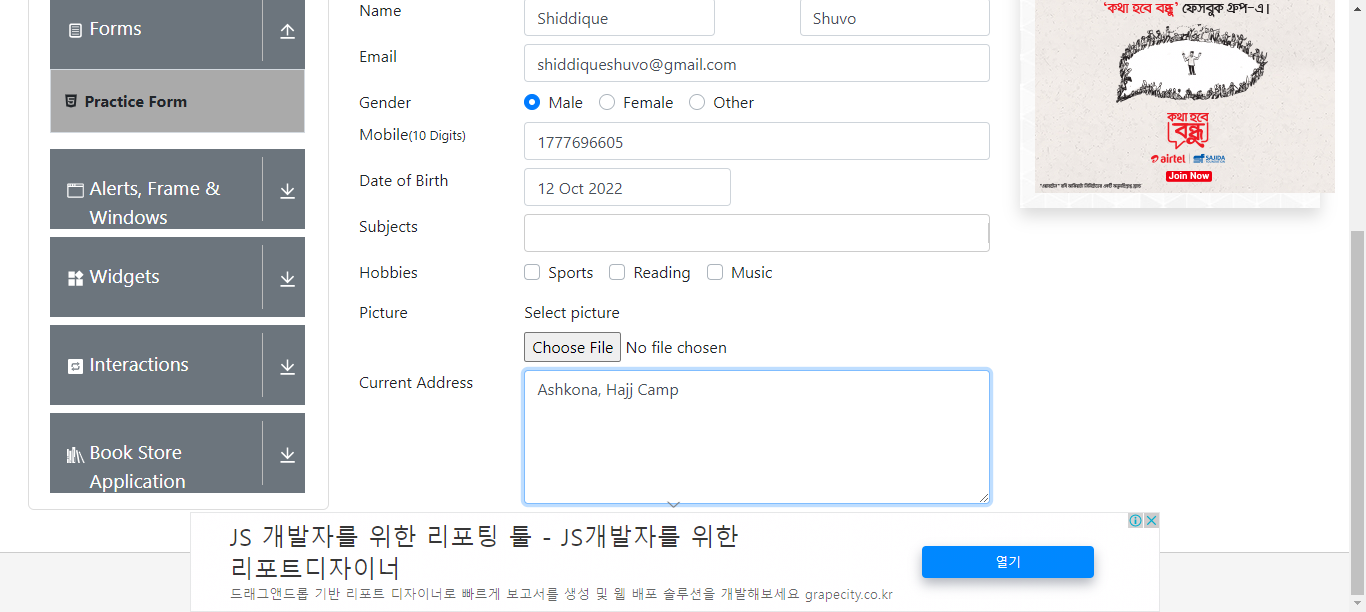 Forms
Practice Form
Alerts, Frame &
Windows
Widgets
Interactions
Book Store
Application
Name
Shiddique
Shuvo
Email
shiddiqueshuvo@gmail.com
Gender
Male
Female
Other
Mobile(10 Digits)
1777696605
Date of Birth
12 Oct 2022
Subjects
Hobbies
Sports
Reading
Music
Picture
Select picture
Choose File No file chosen
Current Address
Ashkona, Hajj Camp
'কথা হবে বন্ধু' ফেসবুক গ্রুপ-এ।
কথা হবে
বন্ধু
airtel
SAJIDA
Join Now
JS 개발자를 위한 리포팅 툴 - JS개발자를 위한
리포트디자이너
드래그앤드롭 기반 리포트 디자이너로 빠르게 보고서를 생성 및 웹 배포 솔루션을 개발해보세요 grapecity.co.kr
열기